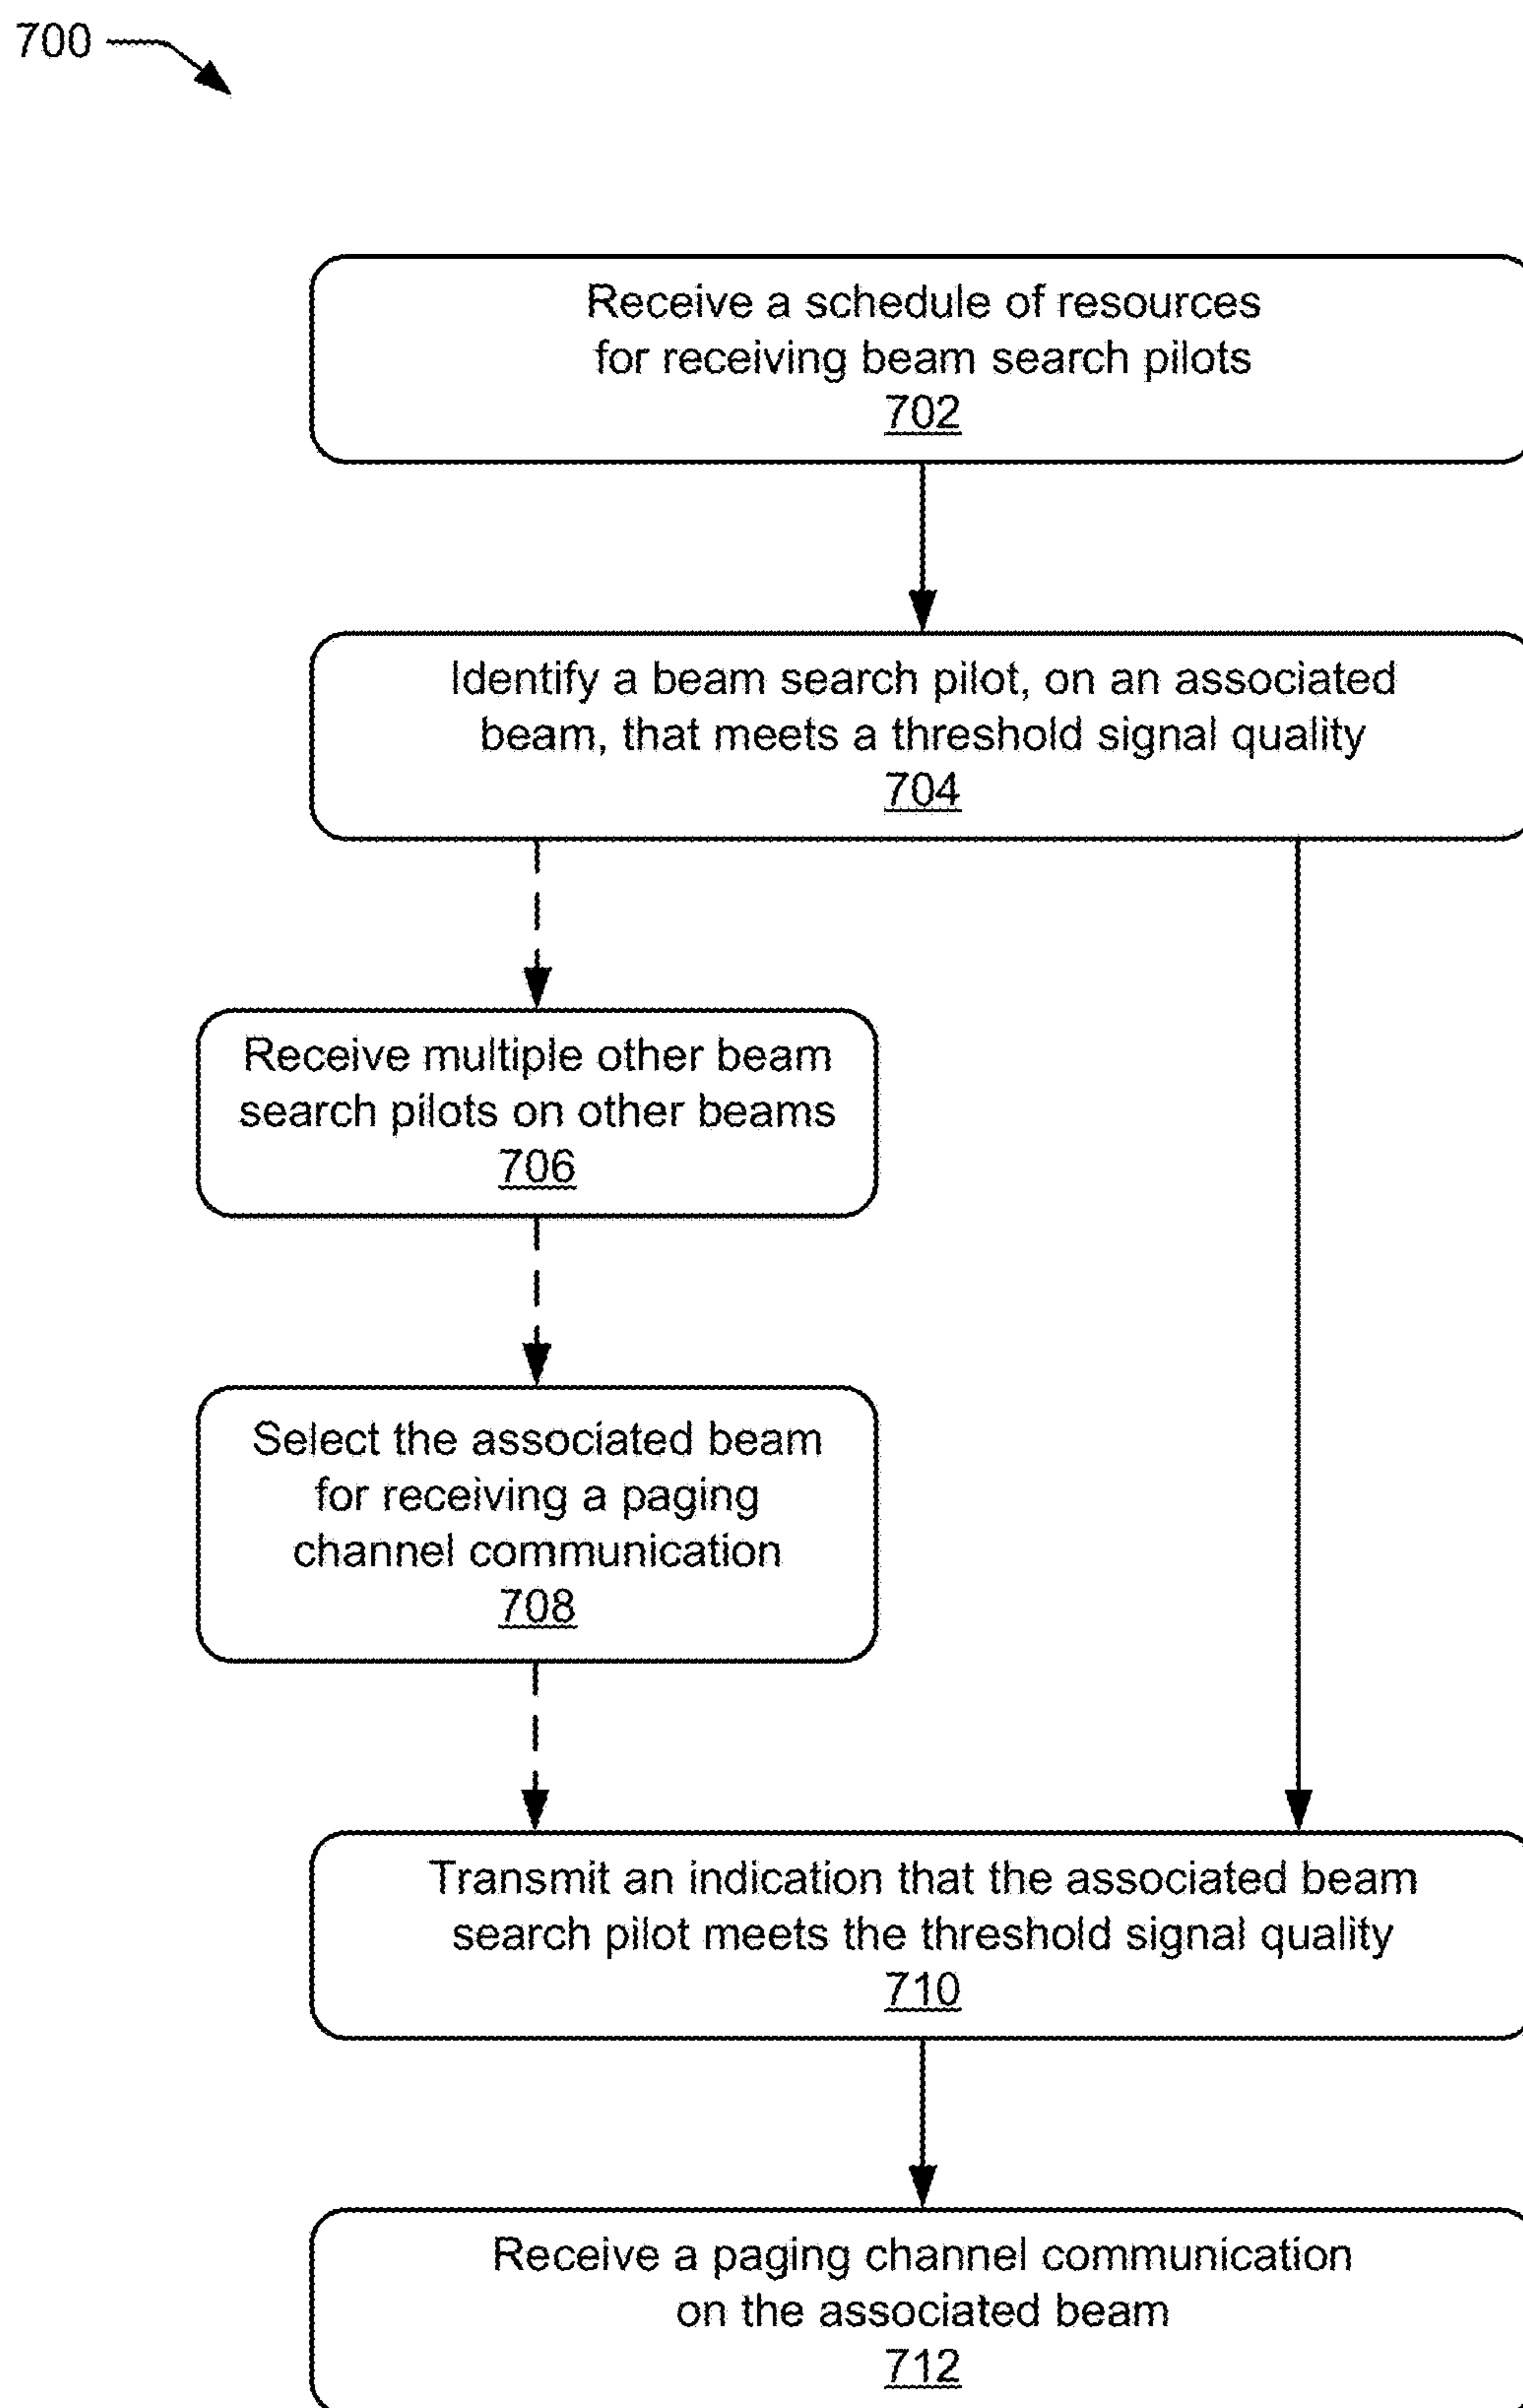 700
Receive a schedule of resources
for receiving beam search pilots
702
Identify a beam search pilot, on an associated
beam, that meets a threshold signal quality
704
Receive multiple other beam
search pilots on other beams
706
Select the associated beam
for receiving a paging
channel communication
708
Transmit an indication that the associated beam
search pilot meets the threshold signal quality
710
Receive a paging channel communication
on the associated beam
712